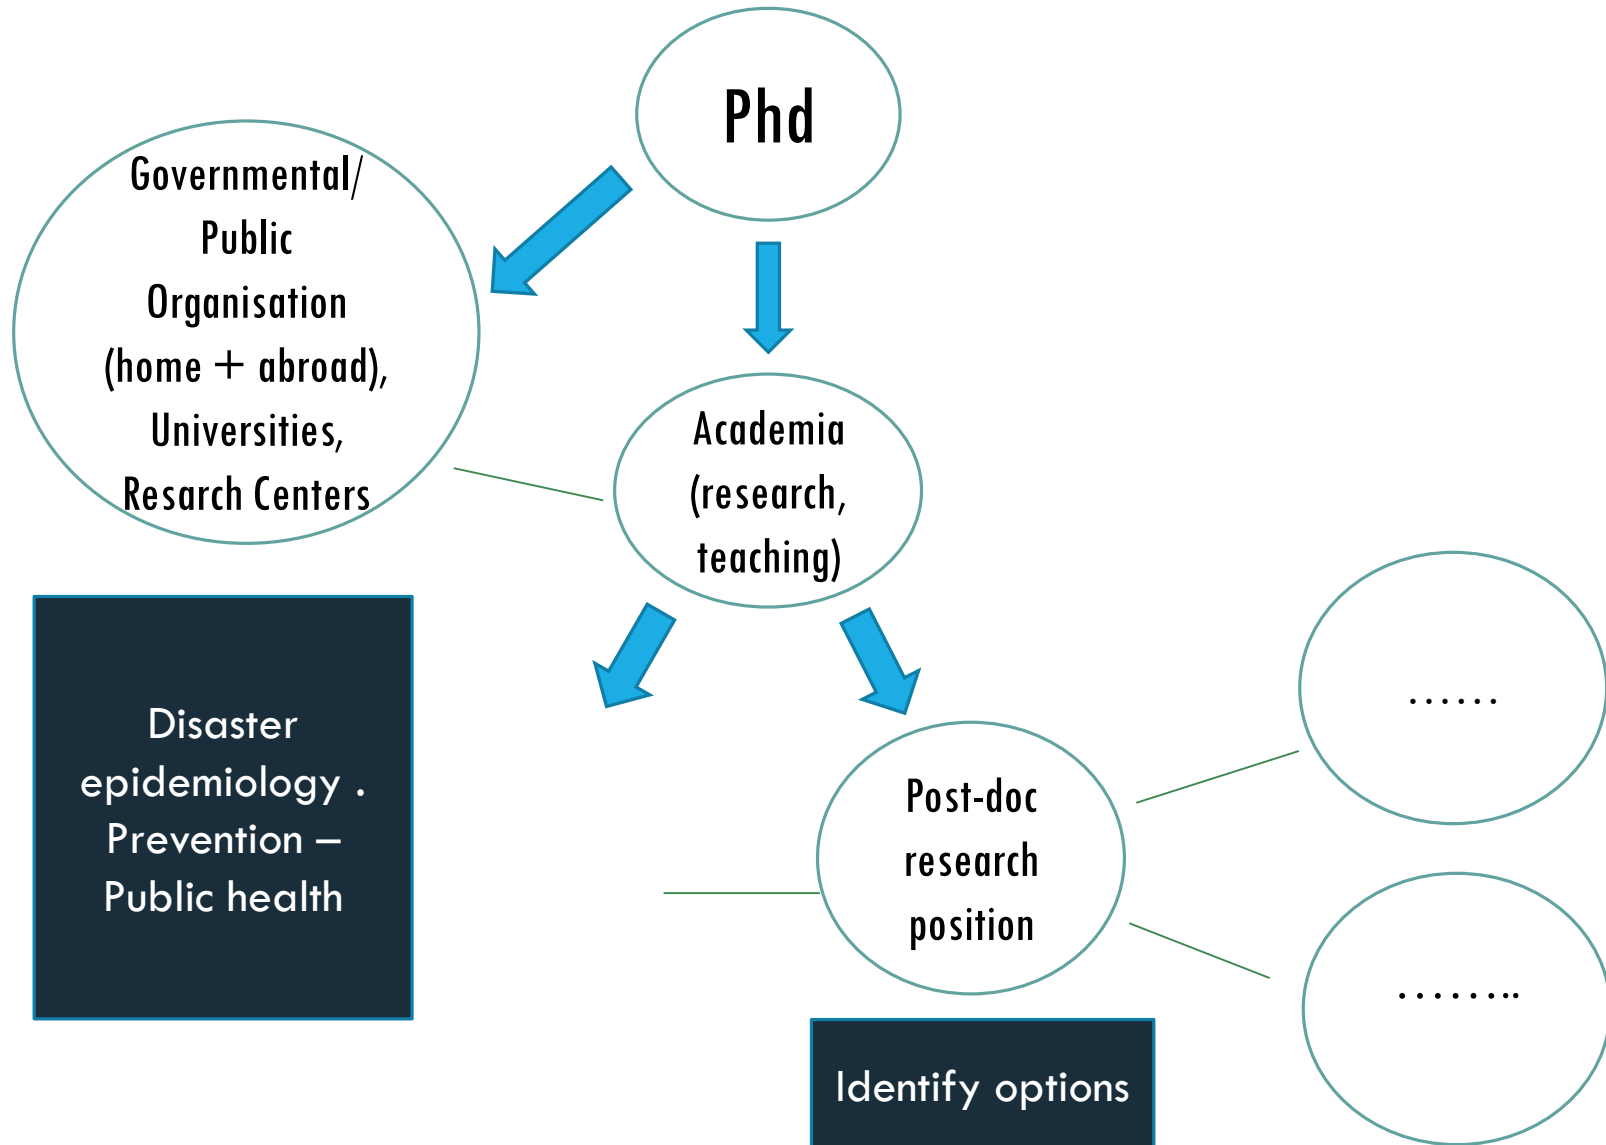 Phd
Governmental/
Public
Organisation
(home + abroad),
Universities,
Resarch Centers
Academia
(research,
teaching)
Disaster
epidemiology .
Prevention –
Public health
Post-doc
research
position
......
........
Identify options